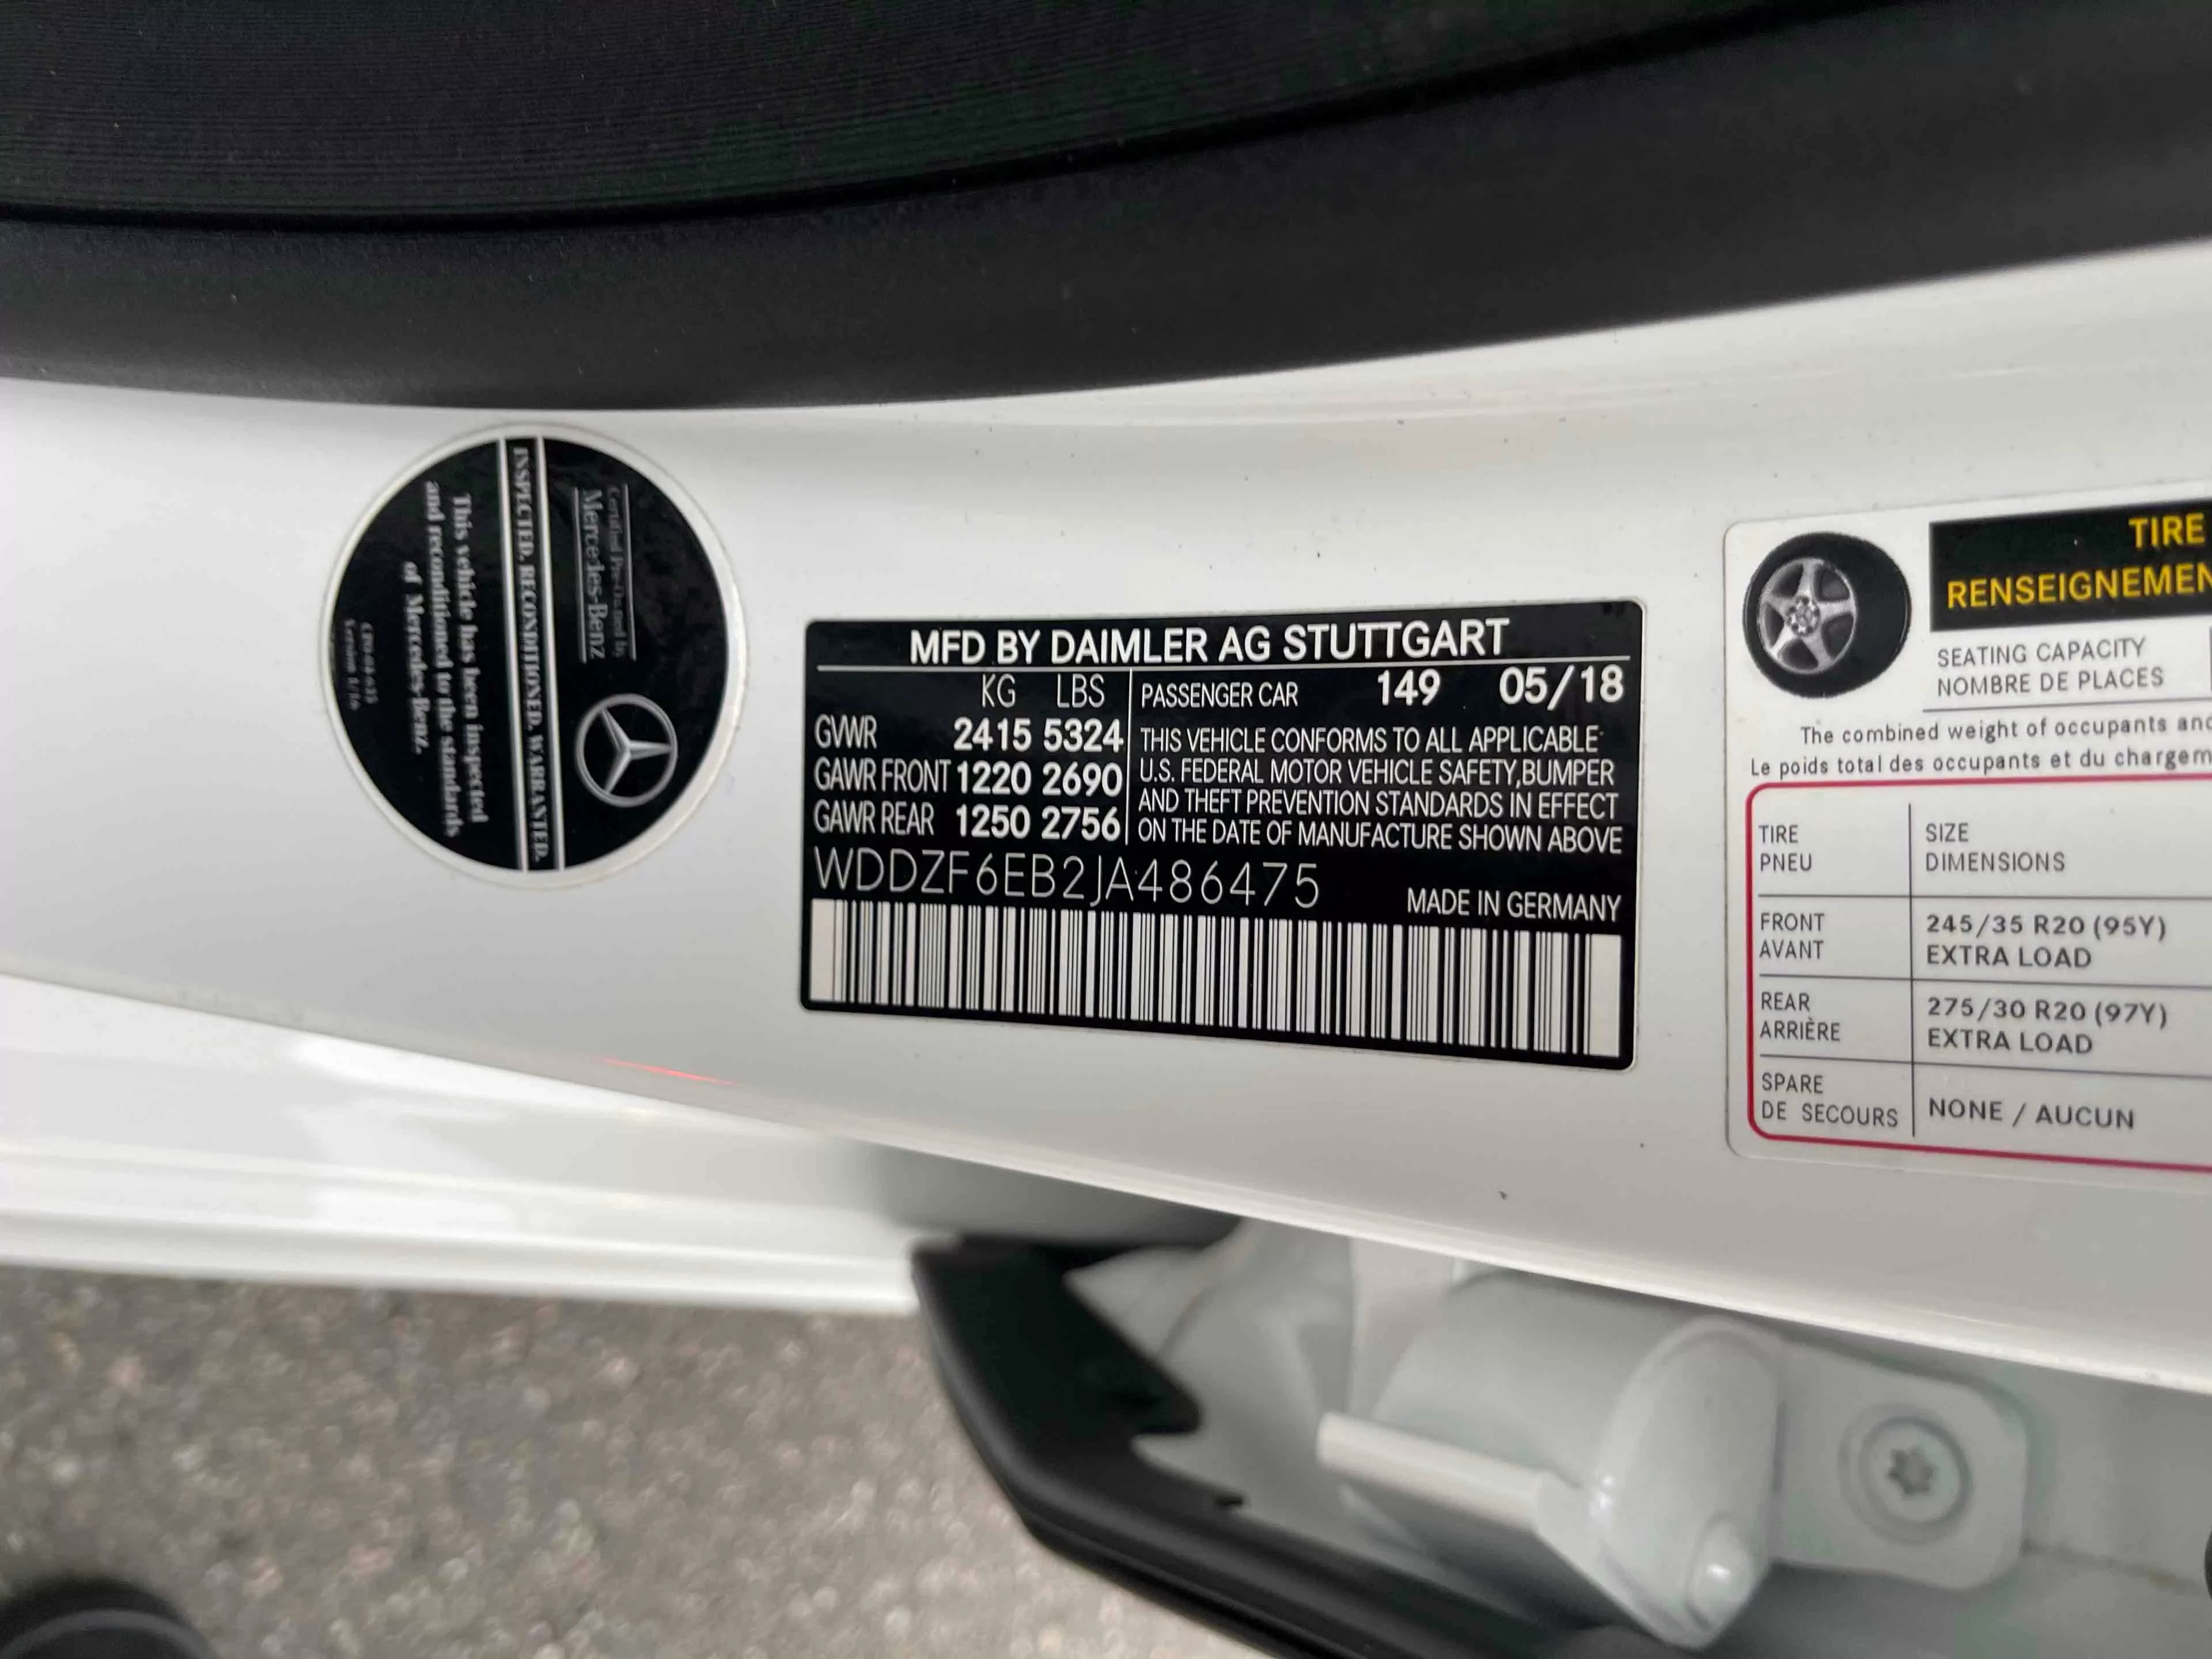 Certified Pre-Owned by
Mercedes-Benz
INSPECTED. RECONDITIONED. WARRANTED.
This vehicle has been inspected
and reconditioned to the standards
of Mercedes-Benz.
Version 1/16
MFD BY DAIMLER AG STUTTGART
KG LBS
GVWR 2415 5324
GAWR FRONT 1220 2690
GAWR REAR 1250 2756
PASSENGER CAR 149 05/18
THIS VEHICLE CONFORMS TO ALL APPLICABLE
U.S. FEDERAL MOTOR VEHICLE SAFETY,BUMPER
AND THEFT PREVENTION STANDARDS IN EFFECT
ON THE DATE OF MANUFACTURE SHOWN ABOVE
WDDZF6EB2JA486475
MADE IN GERMANY
TIRE
RENSEIGNEMEN
SEATING CAPACITY
NOMBRE DE PLACES
The combined weight of occupants and
Le poids total des occupants et du chargem
TIRE SIZE
PNEU DIMENSIONS
FRONT 245/35 R20 (95Y)
AVANT EXTRA LOAD
REAR 275/30 R20 (97Y)
ARRIÈRE EXTRA LOAD
SPARE
DE SECOURS NONE / AUCUN